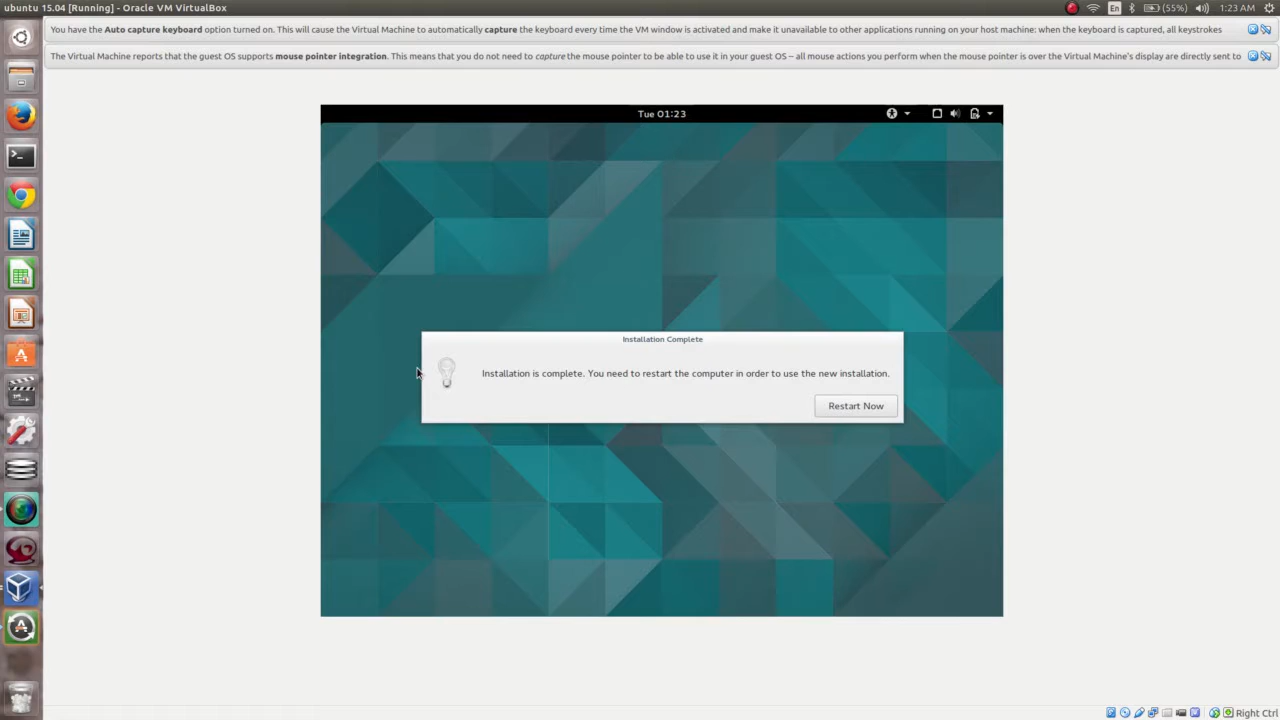 ubuntu 15.04 [Running] - Oracle VM VirtualBox
En
(55%)
1:23 AM
You have the Auto capture keyboard option turned on. This will cause the Virtual Machine to automatically capture the keyboard every time the VM window is activated and make it unavailable to other applications running on your host machine: when the keyboard is captured, all keystrokes
The Virtual Machine reports that the guest OS supports mouse pointer integration. This means that you do not need to capture the mouse pointer to be able to use it in your guest OS – all mouse actions you perform when the mouse pointer is over the Virtual Machine's display are directly sent to
Tue 01:23
Installation Complete
Installation is complete. You need to restart the computer in order to use the new installation.
Restart Now
Right Ctrl